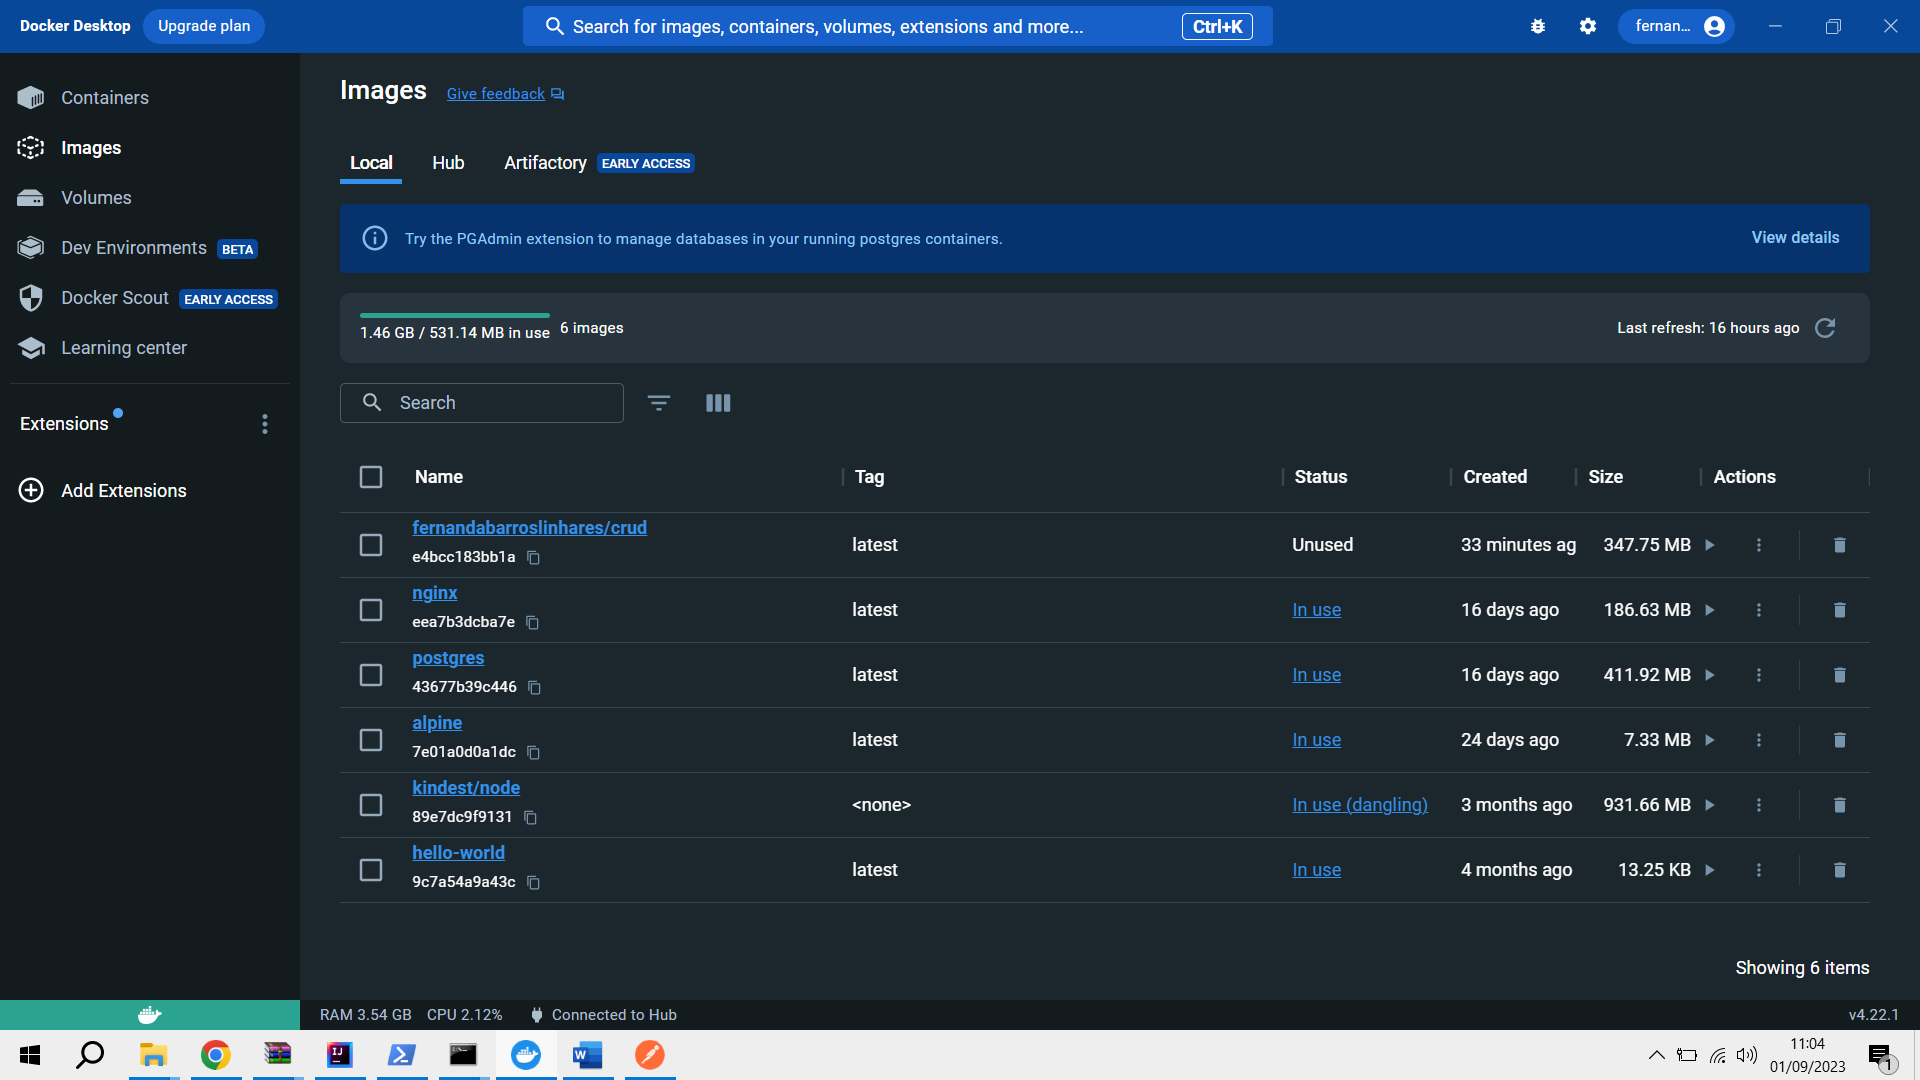 Docker Desktop Upgrade plan Search for images, containers, volumes, extensions and more... Ctrl+K fernan...
Containers
Images
Volumes
Dev Environments BETA
Docker Scout EARLY ACCESS
Learning center
Extensions
Add Extensions
Images Give feedback
Local Hub Artifactory EARLY ACCESS
Try the PGAdmin extension to manage databases in your running postgres containers. View details
1.46 GB / 531.14 MB in use 6 images Last refresh: 16 hours ago
Search
Name Tag Status Created Size Actions
fernandabarroslinhares/crud
e4bcc183bb1a latest Unused 33 minutes ag 347.75 MB
nginx
eea7b3dcba7e latest In use 16 days ago 186.63 MB
postgres
43677b39c446 latest In use 16 days ago 411.92 MB
alpine
7e01a0d0a1dc latest In use 24 days ago 7.33 MB
kindest/node
89e7dc9f9131 <none> In use (dangling) 3 months ago 931.66 MB
hello-world
9c7a54a9a43c latest In use 4 months ago 13.25 KB
Showing 6 items
RAM 3.54 GB CPU 2.12% Connected to Hub v4.22.1
IJ W 11:04
01/09/2023 1